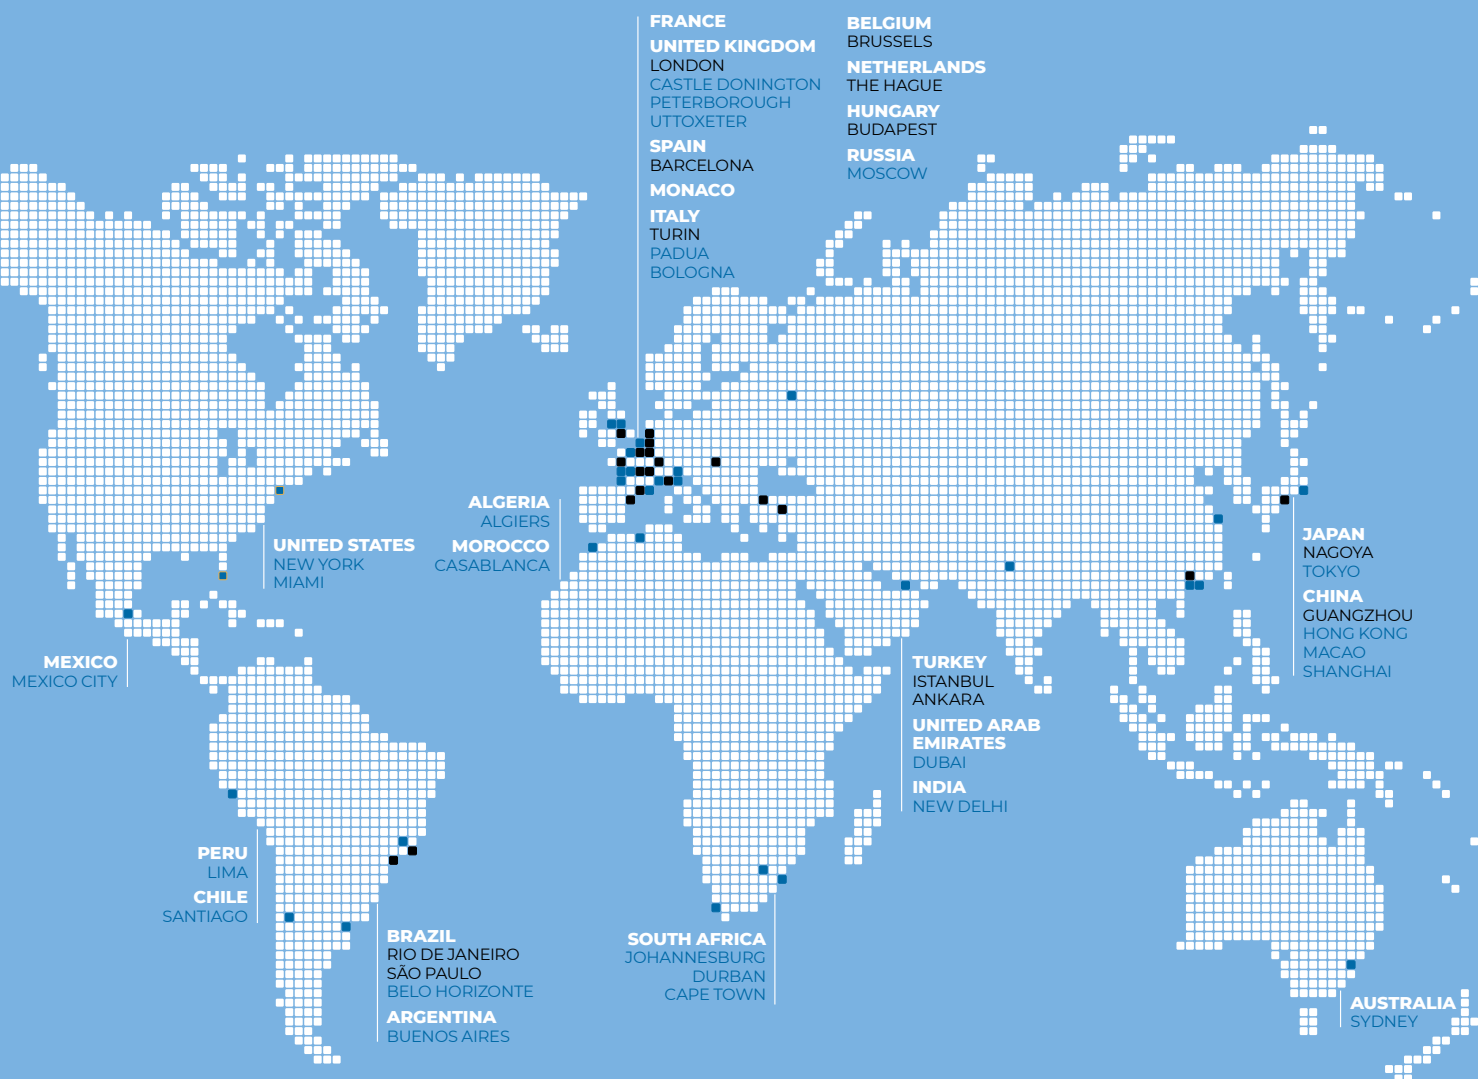 FRANCE
UNITED KINGDOM
LONDON
CASTLE DONINGTON
PETERBOROUGH
UTTOXETER
SPAIN
BARCELONA
MONACO
ITALY
TURIN
PADUA
BOLOGNA
BELGIUM
BRUSSELS
NETHERLANDS
THE HAGUE
HUNGARY
BUDAPEST
RUSSIA
MOSCOW
ALGERIA
ALGIERS
MOROCCO
CASABLANCA
UNITED STATES
NEW YORK
MIAMI
MEXICO
MEXICO CITY
JAPAN
NAGOYA
TOKYO
CHINA
GUANGZHOU
HONG KONG
MACAO
SHANGHAI
TURKEY
ISTANBUL
ANKARA
UNITED ARAB
EMIRATES
DUBAI
INDIA
NEW DELHI
PERU
LIMA
CHILE
SANTIAGO
BRAZIL
RIO DE JANEIRO
SÃO PAULO
BELO HORIZONTE
ARGENTINA
BUENOS AIRES
SOUTH AFRICA
JOHANNESBURG
DURBAN
CAPE TOWN
AUSTRALIA
SYDNEY